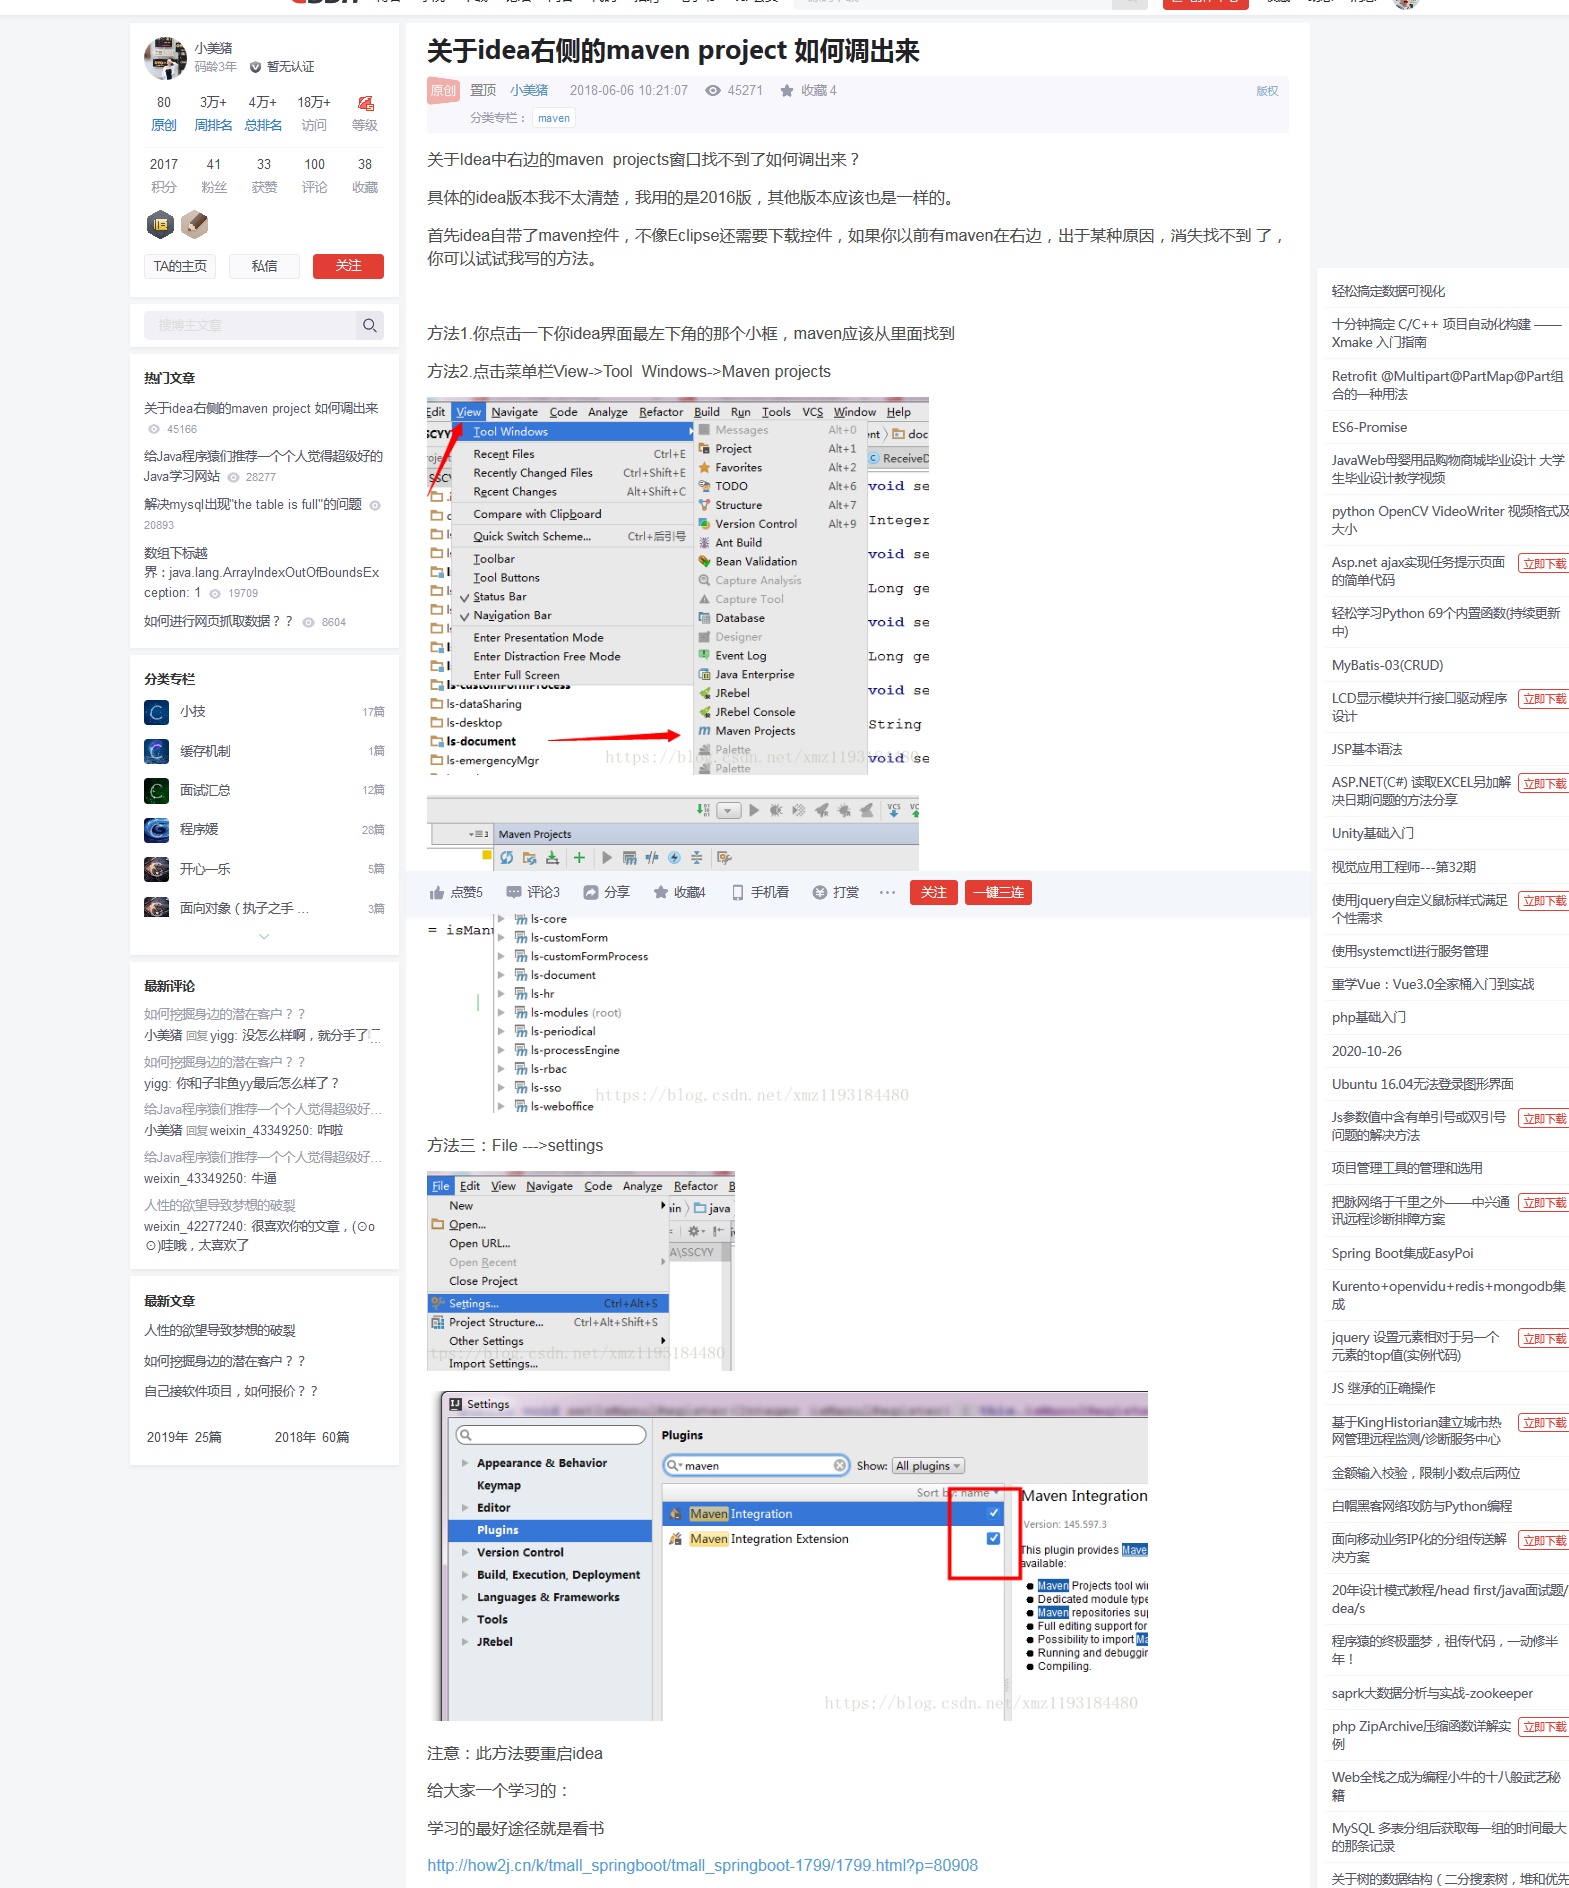 小美猪
码龄3年 暂无认证
80 3万+ 4万+ 18万+
原创 周排名 总排名 访问 等级
2017 41 33 100 38
积分 粉丝 获赞 评论 收藏
TA的主页 私信 关注
搜博主文章
热门文章
关于idea右侧的maven project 如何调出来
45166
给Java程序猿们推荐一个个人觉得超级好的
Java学习网站 28277
解决mysql出现"the table is full"的问题
20893
数组下标越
界：java.lang.ArrayIndexOutOfBoundsEx
ception: 1 19709
如何进行网页抓取数据？？ 8604
分类专栏
小技 17篇
缓存机制 1篇
面试汇总 12篇
程序媛 28篇
开心一乐 5篇
面向对象（执子之手 ... 3篇
最新评论
如何挖掘身边的潜在客户？？
小美猪 回复 yigg: 没怎么样啊，就分手了
如何挖掘身边的潜在客户？？
yigg: 你和子非鱼yy最后怎么样了？
给Java程序猿们推荐一个个人觉得超级好...
小美猪 回复 weixin_43349250: 咋啦
给Java程序猿们推荐一个个人觉得超级好...
weixin_43349250: 牛逼
人性的欲望导致梦想的破裂
weixin_42277240: 很喜欢你的文章，(⊙o
⊙)哇哦，太喜欢了
最新文章
人性的欲望导致梦想的破裂
如何挖掘身边的潜在客户？？
自己接软件项目，如何报价？？
2019年 25篇 2018年 60篇
关于idea右侧的maven project 如何调出来
原创 置顶 小美猪 2018-06-06 10:21:07 45271 收藏 4 版权
分类专栏： maven
关于Idea中右边的maven projects窗口找不到了如何调出来？
具体的idea版本我不太清楚，我用的是2016版，其他版本应该也是一样的。
首先idea自带了maven控件，不像Eclipse还需要下载控件，如果你以前有maven在右边，出于某种原因，消失找不到 了，
你可以试试我写的方法。
方法1.你点击一下你idea界面最左下角的那个小框，maven应该从里面找到
方法2.点击菜单栏View->Tool Windows->Maven projects
Edit View Navigate Code Analyze Refactor Build Run Tools VCS Window Help
Tool Windows
Recent Files Ctrl+E
Recently Changed Files Ctrl+Shift+E
Recent Changes Alt+Shift+C
Compare with Clipboard
Quick Switch Scheme... Ctrl+后引号
Toolbar
Tool Buttons
Status Bar
Navigation Bar
Enter Presentation Mode
Enter Distraction Free Mode
Enter Full Screen
ls-customFormProcess
ls-dataSharing
ls-desktop
ls-document
ls-emergencyMgr
Messages Alt+0
Project Alt+1
Favorites Alt+2
TODO Alt+6
Structure Alt+7
Version Control Alt+9
Ant Build
Bean Validation
Capture Analysis
Capture Tool
Database
Designer
Event Log
Java Enterprise
JRebel
JRebel Console
Maven Projects
Palette
Palette
ReceiveD
void se
Integer
void se
Long ge
void se
Long ge
void se
String
void se
https://blog.csdn.net/xmz1193184480
Maven Projects
点赞5 评论3 分享 收藏4 手机看 打赏 ··· 关注 一键三连
ls-core
= isManu
ls-customForm
ls-customFormProcess
ls-document
ls-hr
ls-modules (root)
ls-periodical
ls-processEngine
ls-rbac
ls-sso
ls-weboffice
https://blog.csdn.net/xmz1193184480
方法三：File --->settings
File Edit View Navigate Code Analyze Refactor B
New
Open...
Open URL...
Open Recent
Close Project
Settings... Ctrl+Alt+S
Project Structure... Ctrl+Alt+Shift+S
Other Settings
Import Settings...
java
A\SSCYY
tps://blog.csdn.net/xmz1193184480
Settings
Appearance & Behavior
Keymap
Editor
Plugins
Version Control
Build, Execution, Deployment
Languages & Frameworks
Tools
JRebel
Plugins
maven Show: All plugins
Sort by: name
Maven Integration
Maven Integration Extension
Maven Integration
Version: 145.597.3
This plugin provides Mave
available:
Maven Projects tool wi
Dedicated module type
Maven repositories su
Full editing support for
Possibility to import Ma
Running and debuggin
Compiling.
https://blog.csdn.net/xmz1193184480
注意：此方法要重启idea
给大家一个学习的：
学习的最好途径就是看书
http://how2j.cn/k/tmall_springboot/tmall_springboot-1799/1799.html?p=80908
轻松搞定数据可视化
十分钟搞定 C/C++ 项目自动化构建 ——
Xmake 入门指南
Retrofit @Multipart@PartMap@Part组
合的一种用法
ES6-Promise
JavaWeb母婴用品购物商城毕业设计 大学
生毕业设计教学视频
python OpenCV VideoWriter 视频格式及
大小
Asp.net ajax实现任务提示页面 立即下载
的简单代码
轻松学习Python 69个内置函数(持续更新
中)
MyBatis-03(CRUD)
LCD显示模块并行接口驱动程序 立即下载
设计
JSP基本语法
ASP.NET(C#) 读取EXCEL另加解 立即下载
决日期问题的方法分享
Unity基础入门
视觉应用工程师---第32期
使用jquery自定义鼠标样式满足 立即下载
个性需求
使用systemctl进行服务管理
重学Vue：Vue3.0全家桶入门到实战
php基础入门
2020-10-26
Ubuntu 16.04无法登录图形界面
Js参数值中含有单引号或双引号 立即下载
问题的解决方法
项目管理工具的管理和选用
把脉网络于千里之外——中兴通 立即下载
讯远程诊断排障方案
Spring Boot集成EasyPoi
Kurento+openvidu+redis+mongodb集
成
jquery 设置元素相对于另一个 立即下载
元素的top值(实例代码)
JS 继承的正确操作
基于KingHistorian建立城市热 立即下载
网管理远程监测/诊断服务中心
金额输入校验，限制小数点后两位
白帽黑客网络攻防与Python编程
面向移动业务IP化的分组传送解 立即下载
决方案
20年设计模式教程/head first/java面试题/
dea/s
程序猿的终极噩梦，祖传代码，一动修半
年！
saprk大数据分析与实战-zookeeper
php ZipArchive压缩函数详解实 立即下载
例
Web全栈之成为编程小牛的十八般武艺秘
籍
MySQL 多表分组后获取每一组的时间最大
的那条记录
关于树的数据结构（二分搜索树，堆和优先